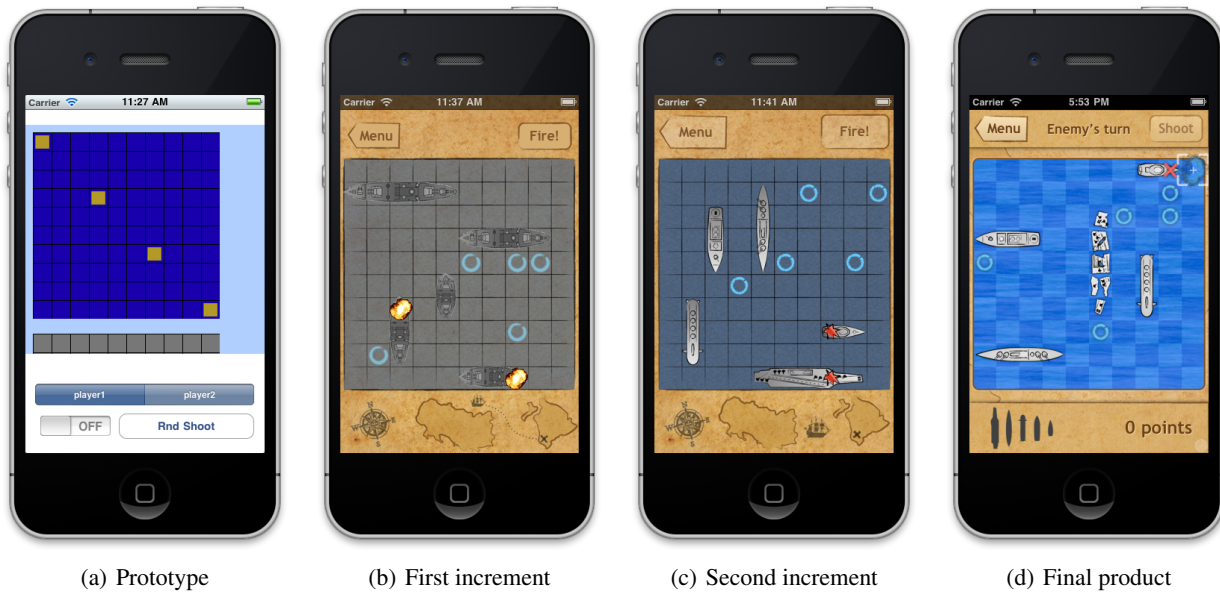 Carrier 11:27 AM
player1 player2
OFF Rnd Shoot
Carrier 11:37 AM
Menu Fire!
N
W E
S
Carrier 11:41 AM
Menu Fire!
N
W E
S
Carrier 5:53 PM
Menu Enemy's turn Shoot
0 points
(a) Prototype
(b) First increment
(c) Second increment
(d) Final product